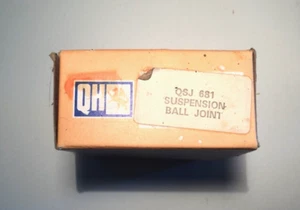 QH
QSJ 681
SUSPENSION
BALL JOINT